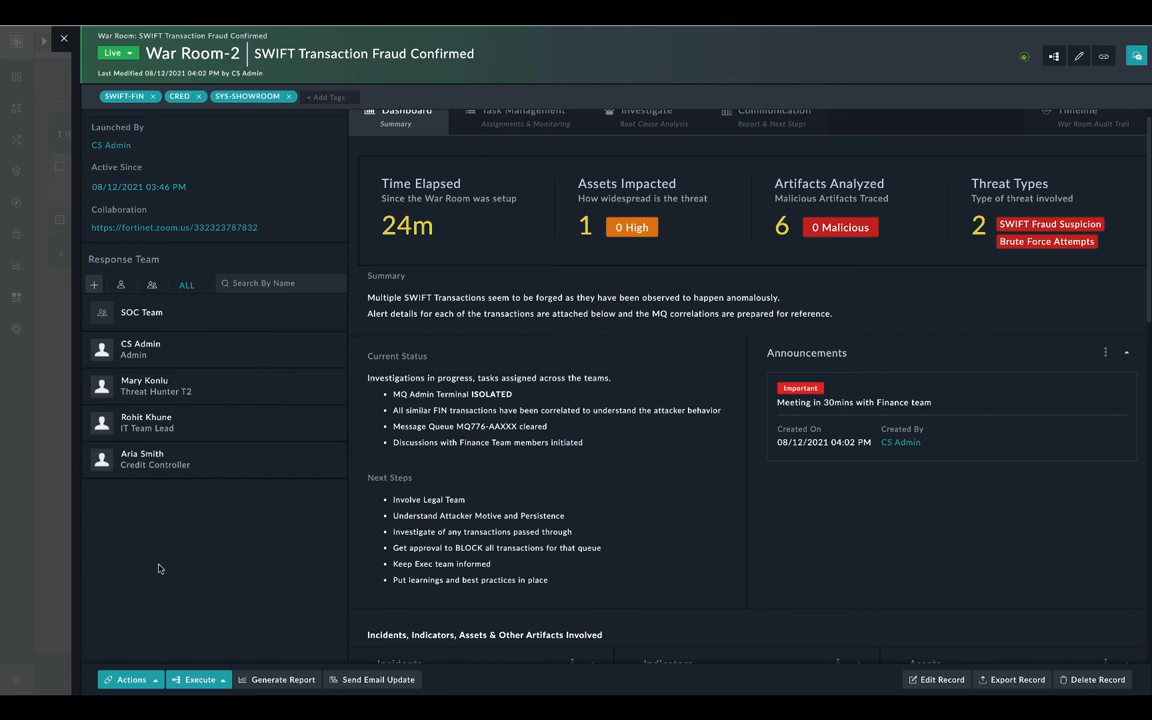 War Room: SWIFT Transaction Fraud Confirmed
Live War Room-2 SWIFT Transaction Fraud Confirmed
Last Modified 08/12/2021 04:02 PM by CS Admin
SWIFT-FIN × CRED × SYS-SHOWROOM × + Add Tags
Launched By
CS Admin
Active Since
08/12/2021 03:46 PM
Collaboration
https://fortinet.zoom.us/332323787832
Response Team
+ ALL Search By Name
SOC Team
CS Admin
Admin
Mary Konlu
Threat Hunter T2
Rohit Khune
IT Team Lead
Aria Smith
Credit Controller
Dashboard Task Management Investigate Communication Timeline
Summary Assignments & Monitoring Root Cause Analysis Report & Next Steps War Room Audit Trail
Time Elapsed Assets Impacted Artifacts Analyzed Threat Types
Since the War Room was setup How widespread is the threat Malicious Artifacts Traced Type of threat involved
24m 1 0 High 6 0 Malicious 2 SWIFT Fraud Suspicion
Brute Force Attempts
Summary
Multiple SWIFT Transactions seem to be forged as they have been observed to happen anomalously.
Alert details for each of the transactions are attached below and the MQ correlations are prepared for reference.
Current Status
Investigations in progress, tasks assigned across the teams.
• MQ Admin Terminal ISOLATED
• All similar FIN transactions have been correlated to understand the attacker behavior
• Message Queue MQ776-AAXXX cleared
• Discussions with Finance Team members initiated
Next Steps
• Involve Legal Team
• Understand Attacker Motive and Persistence
• Investigate of any transactions passed through
• Get approval to BLOCK all transactions for that queue
• Keep Exec team informed
• Put learnings and best practices in place
Announcements
Important
Meeting in 30mins with Finance team
Created On Created By
08/12/2021 04:02 PM CS Admin
Incidents, Indicators, Assets & Other Artifacts Involved
Incidents Indicators Assets
Actions Execute Generate Report Send Email Update Edit Record Export Record Delete Record